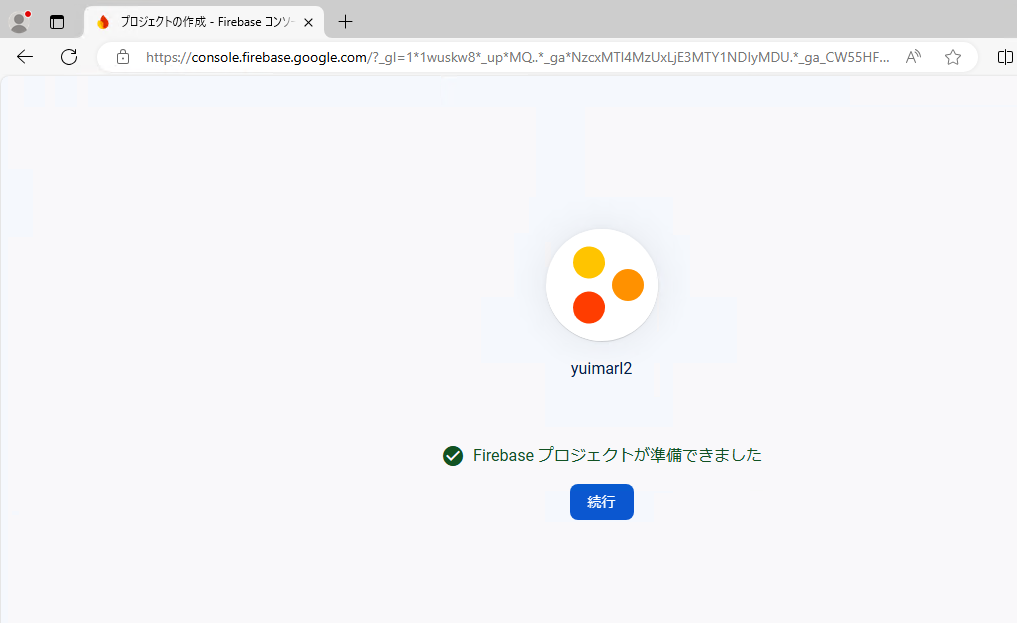 プロジェクトの作成 - Firebase コンソ
https://console.firebase.google.com/?_gl=1*1wuskw8*_up*MQ..*_ga*NzcxMTI4MzUxLjE3MTY1NDIyMDU.*_ga_CW55HF...
yuimarl2
Firebase プロジェクトが準備できました
続行